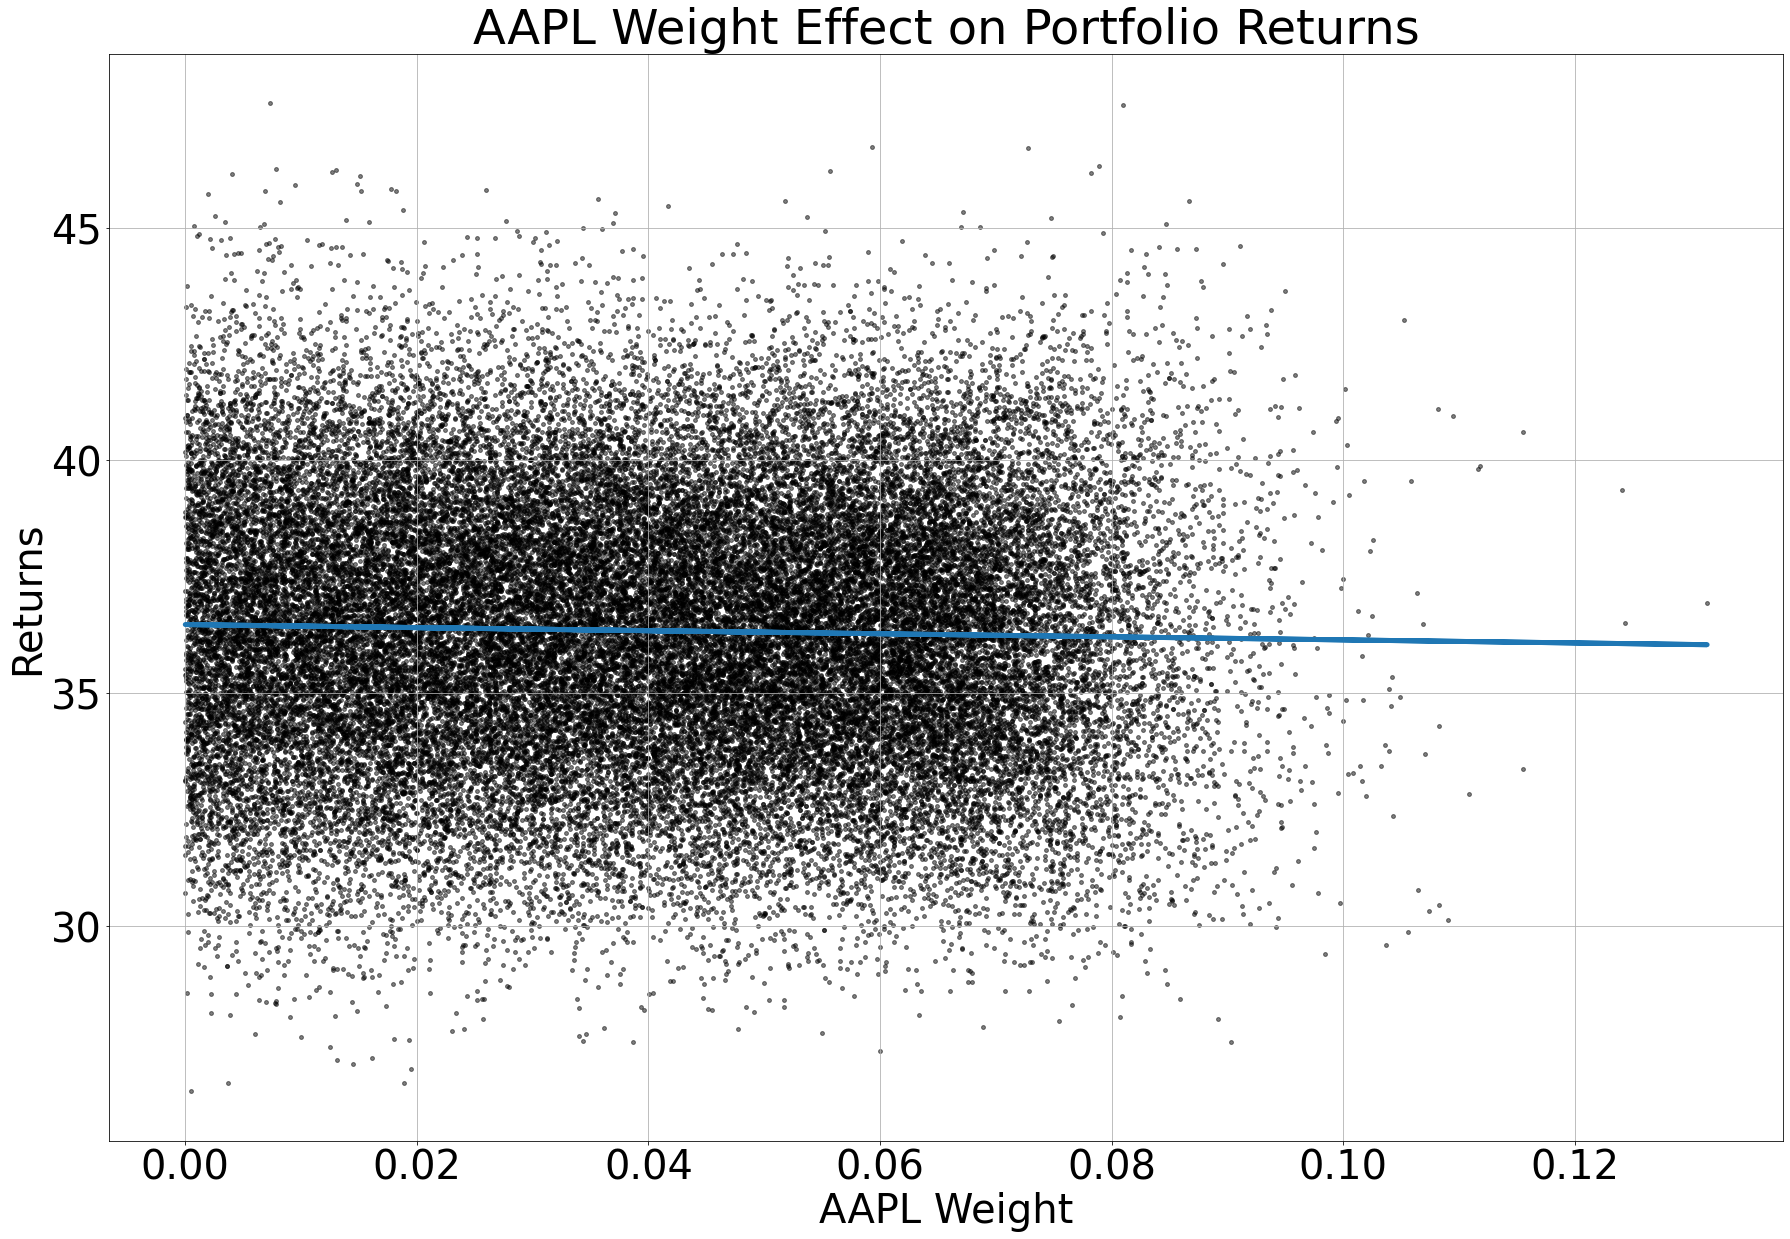 AAPL Weight Effect on Portfolio Returns
45
40
35
30
Returns
0.00 0.02 0.04 0.06 0.08 0.10 0.12
AAPL Weight